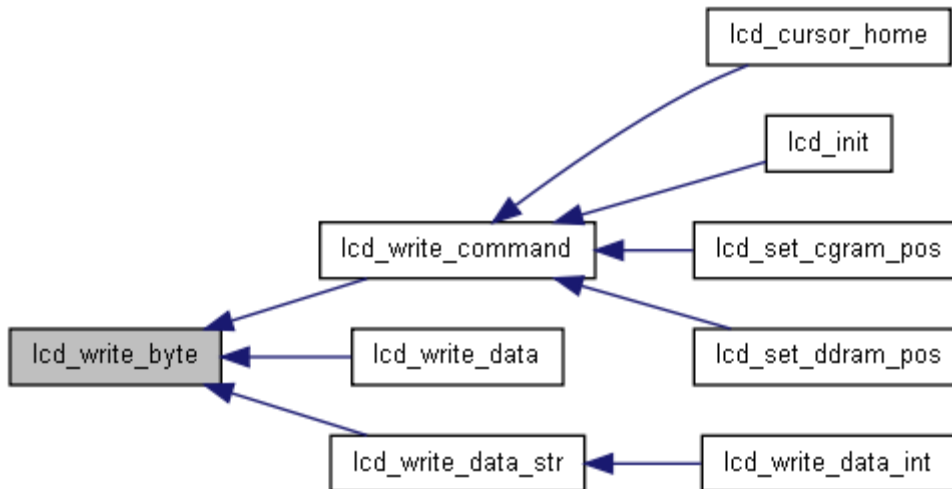 lcd_cursor_home
lcd_init
lcd_write_command
lcd_set_cgram_pos
lcd_write_byte
lcd_write_data
lcd_set_ddram_pos
lcd_write_data_str
lcd_write_data_int